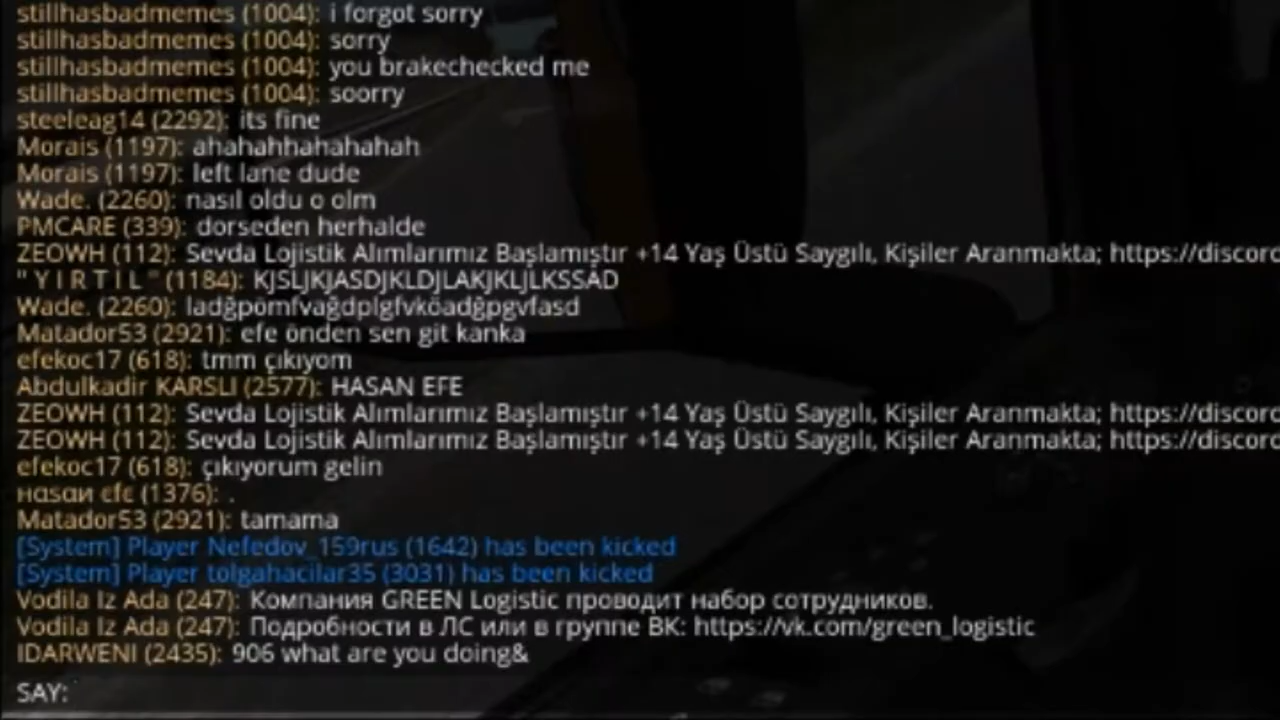 stillhasbadmemes (1004): i forgot sorry
stillhasbadmemes (1004): sorry
stillhasbadmemes (1004): you brakechecked me
stillhasbadmemes (1004): soorry
steeleag14 (2292): its fine
Morais (1197): ahahahhahahahah
Morais (1197): left lane dude
Wade. (2260): nasıl oldu o olm
PMCARE (339): dorseden herhalde
ZEOWH (112): Sevda Lojistik Alımlarımız Başlamıştır +14 Yaş Üstü Saygılı, Kişiler Aranmakta; https://discord
" Y I R T I L " (1184): KJSLJKJASDJKLDJLAKJKLJLKSSAD
Wade. (2260): ladğpömfvağdplgfvköadğpgvfasd
Matador53 (2921): efe önden sen git kanka
efekoc17 (618): tmm çıkıyom
Abdulkadir KARSLI (2577): HASAN EFE
ZEOWH (112): Sevda Lojistik Alımlarımız Başlamıştır +14 Yaş Üstü Saygılı, Kişiler Aranmakta; https://discord
ZEOWH (112): Sevda Lojistik Alımlarımız Başlamıştır +14 Yaş Üstü Saygılı, Kişiler Aranmakta; https://discord
efekoc17 (618): çıkıyorum gelin
нαsαи εfε (1376): .
Matador53 (2921): tamama
[System] Player Nefedov_159rus (1642) has been kicked
[System] Player tolgahacilar35 (3031) has been kicked
Vodila Iz Ada (247): Компания GREEN Logistic проводит набор сотрудников.
Vodila Iz Ada (247): Подробности в ЛС или в группе ВК: https://vk.com/green_logistic
IDARWENI (2435): 906 what are you doing&
SAY: